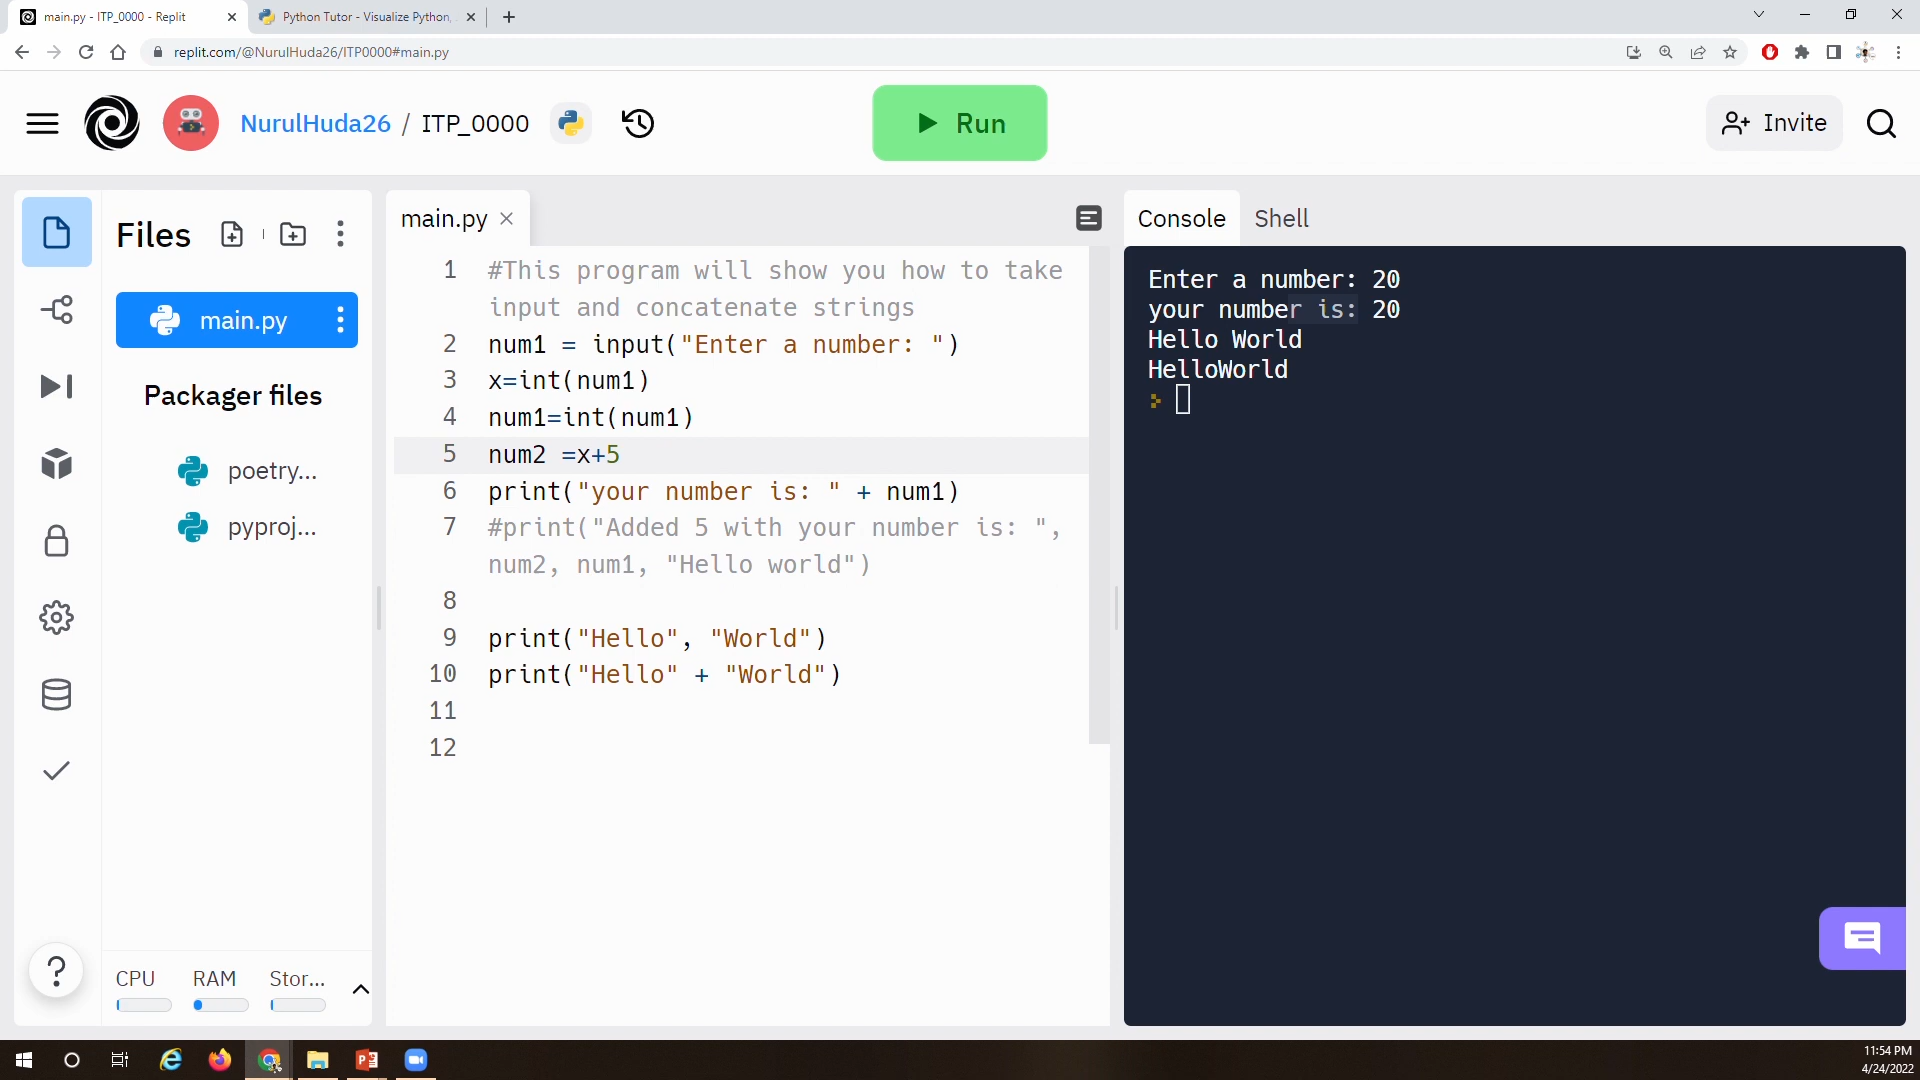 main.py - ITP_0000 - Replit
Python Tutor - Visualize Python,
replit.com/@NurulHuda26/ITP0000#main.py
NurulHuda26 / ITP_0000
Run
Invite
Files
main.py
Packager files
poetry...
pyproj...
CPU RAM Stor...
main.py
1 #This program will show you how to take
input and concatenate strings
2 num1 = input("Enter a number: ")
3 x=int(num1)
4 num1=int(num1)
5 num2 =x+5
6 print("your number is: " + num1)
7 #print("Added 5 with your number is: ",
num2, num1, "Hello world")
8
9 print("Hello", "World")
10 print("Hello" + "World")
11
12
Console Shell
Enter a number: 20
your number is: 20
Hello World
HelloWorld
11:54 PM
4/24/2022